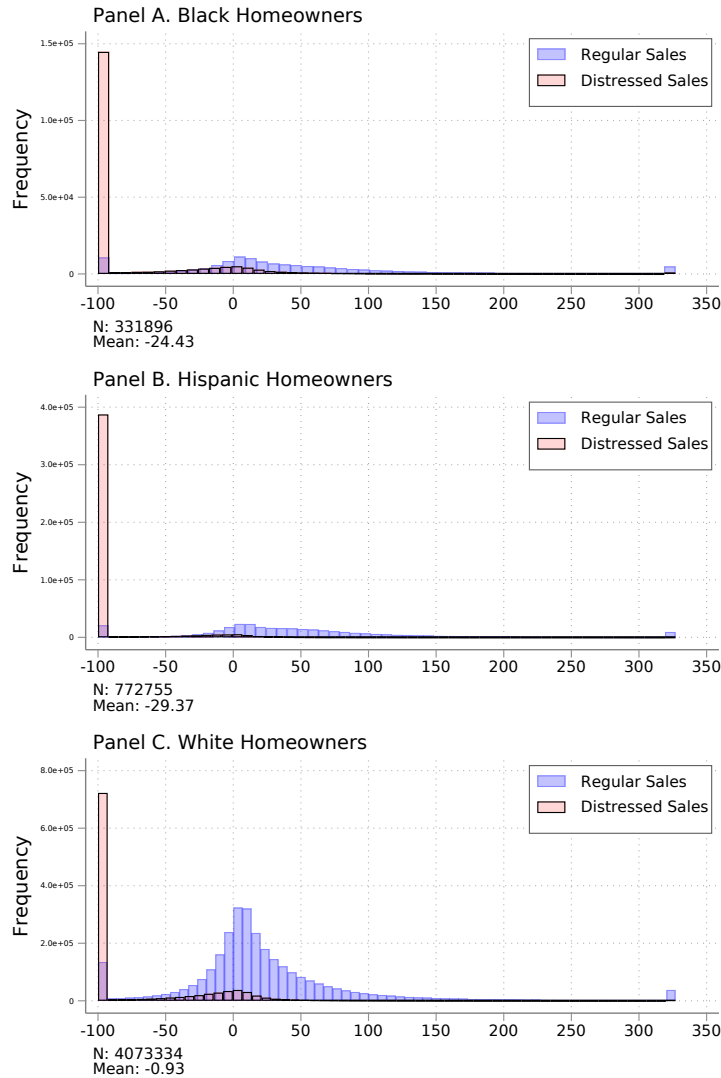 Panel A. Black Homeowners
1.5e+05
1.0e+05
5.0e+04
0
Frequency
Regular Sales
Distressed Sales
-100 -50 0 50 100 150 200 250 300 350
N: 331896
Mean: -24.43
Panel B. Hispanic Homeowners
4.0e+05
3.0e+05
2.0e+05
1.0e+05
0
Frequency
Regular Sales
Distressed Sales
-100 -50 0 50 100 150 200 250 300 350
N: 772755
Mean: -29.37
Panel C. White Homeowners
8.0e+05
6.0e+05
4.0e+05
2.0e+05
0
Frequency
Regular Sales
Distressed Sales
-100 -50 0 50 100 150 200 250 300 350
N: 4073334
Mean: -0.93